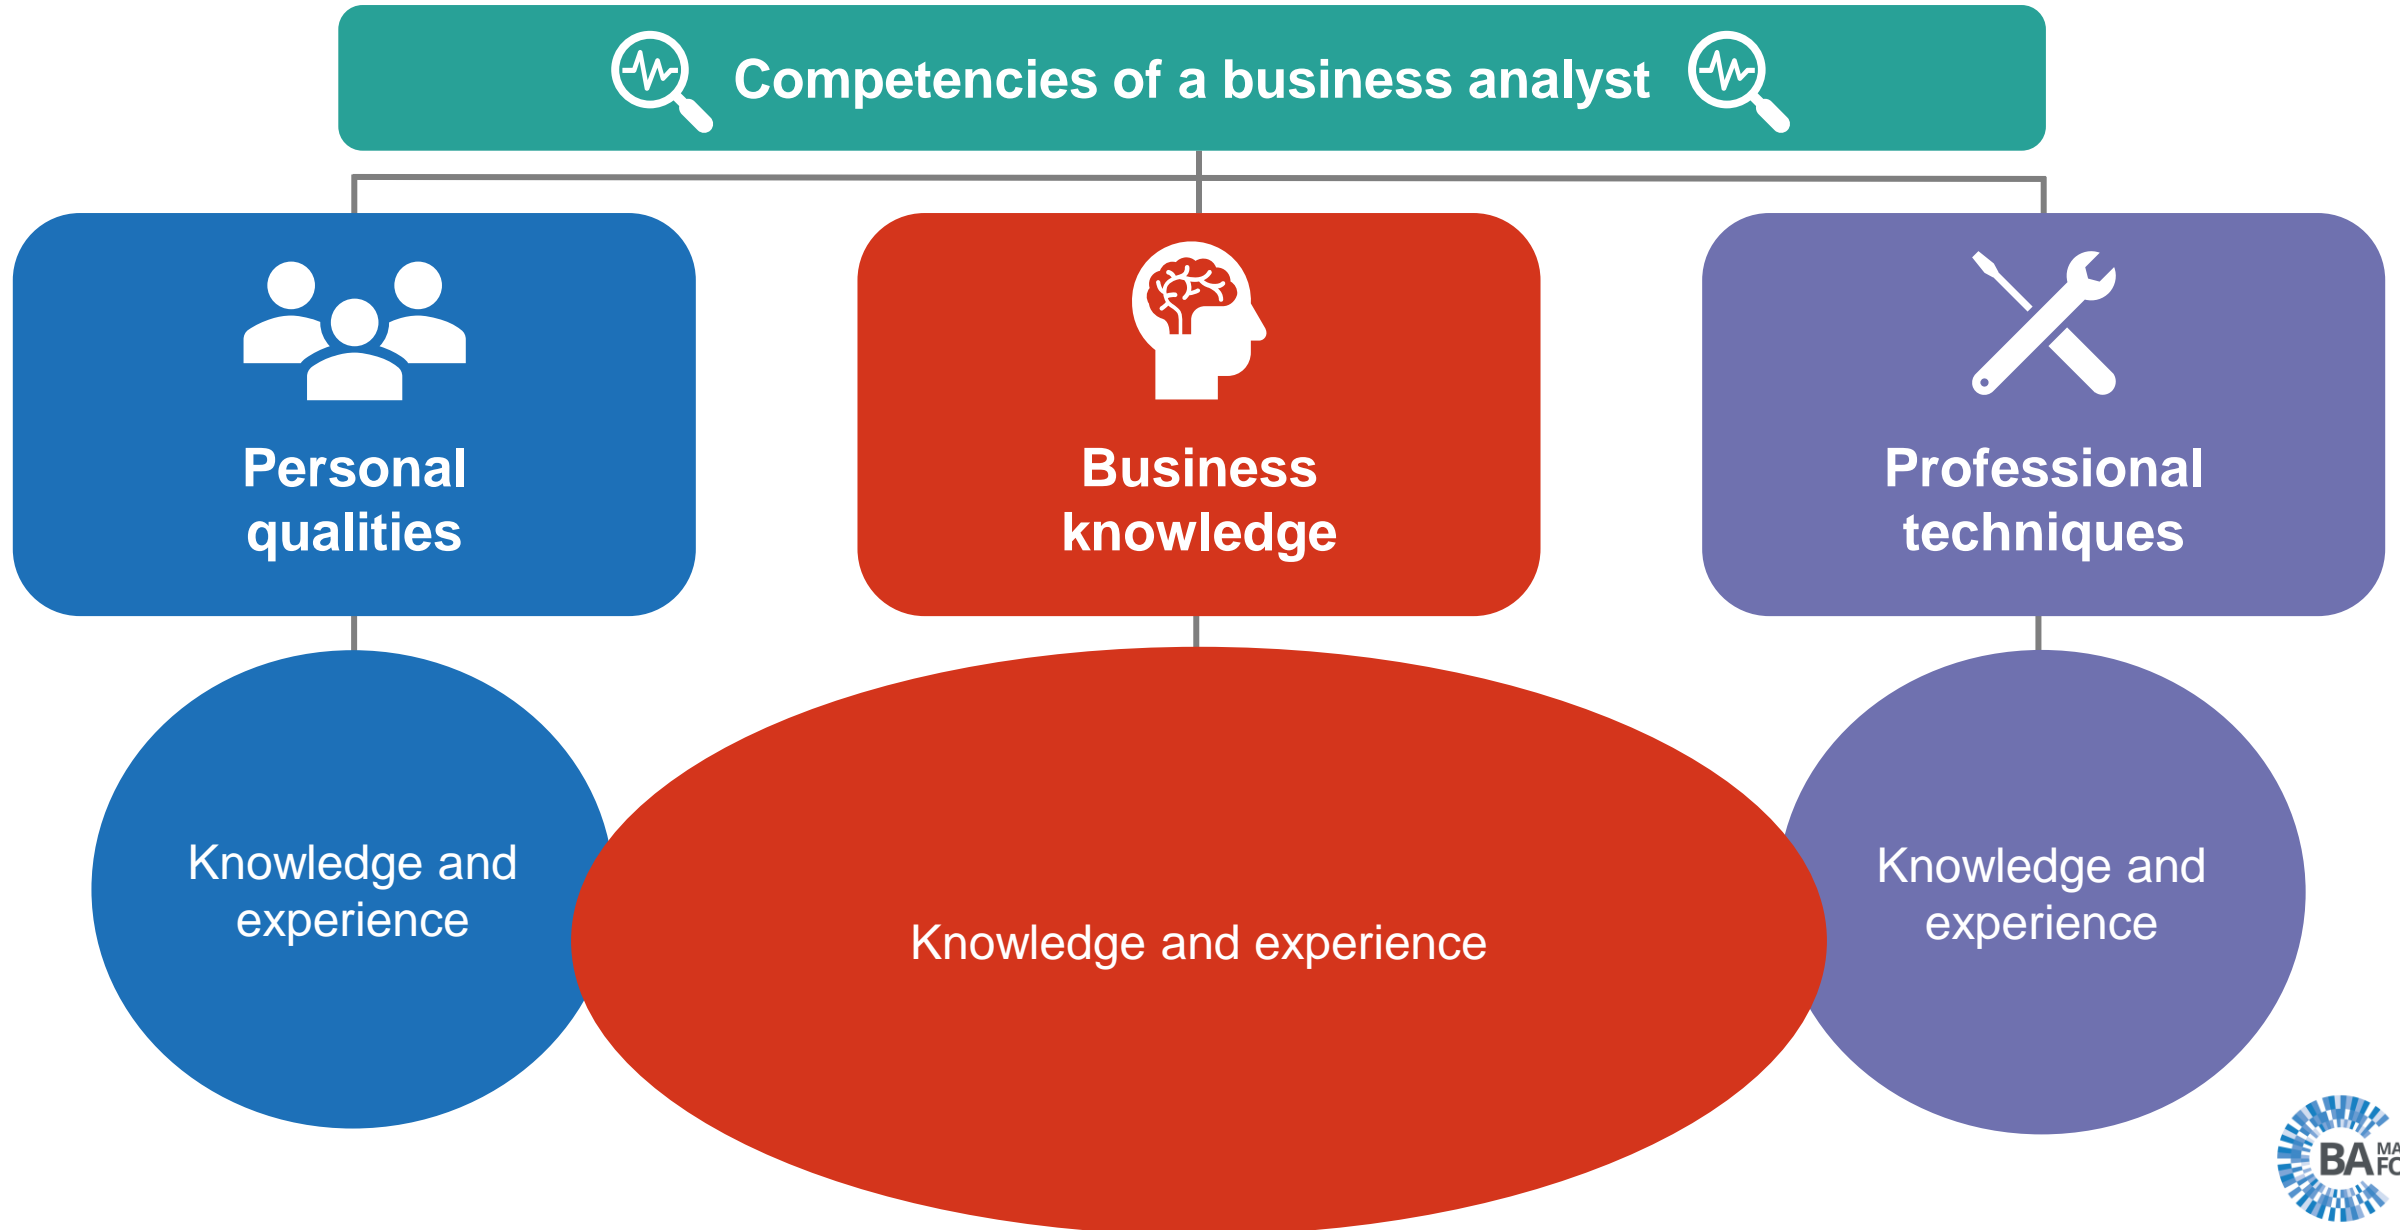 Competencies of a business analyst
Personal
qualities
Business
knowledge
Professional
techniques
Knowledge and
experience
Knowledge and experience
Knowledge and
experience
BA